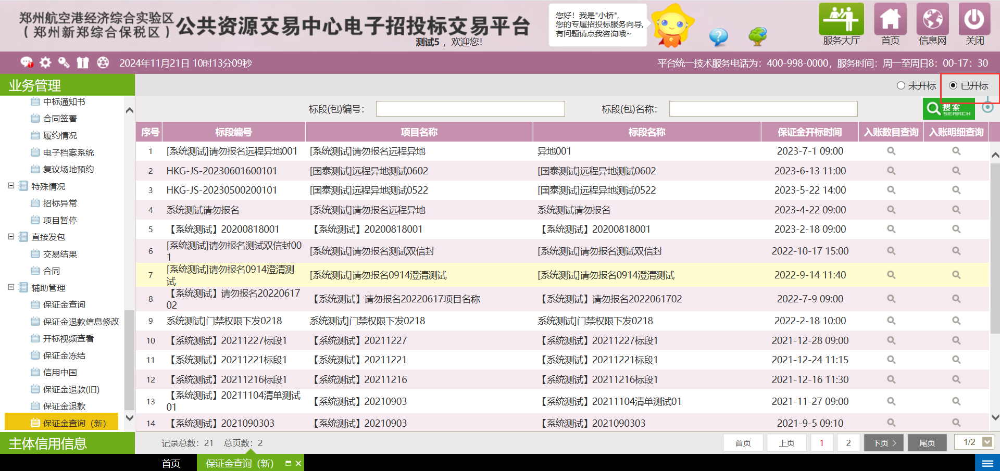 郑州航空港经济综合实验区
（郑州新郑综合保税区）
公共资源交易中心电子招投标交易平台
测试5，欢迎您！
您好！我是"小桥",
您的专属招投标服务向导,
有问题请点我咨询哦~
服务大厅
首页
信息网
关闭
2024年11月21日 10时13分09秒
平台统一技术服务电话为：400-998-0000，服务时间：周一至周日8：00-17：30
业务管理
未开标
已开标
中标通知书
合同签署
履约情况
电子档案系统
复议场地预约
特殊情况
招标异常
项目暂停
直接发包
交易结果
合同
辅助管理
保证金查询
保证金退款信息修改
开标视频查看
保证金冻结
信用中国
保证金退款(旧)
保证金退款
保证金查询（新）
主体信用信息
标段(包)编号：
标段(包)名称：
搜索
SEARCH
序号 标段编号 项目名称 标段名称 保证金开标时间 入账数目查询 入账明细查询
1 [系统测试]请勿报名远程异地001 [系统测试]请勿报名远程异地 异地001 2023-7-1 09:00
2 HKG-JS-20230601600101 [国泰测试]远程异地测试0602 [国泰测试]远程异地测试0602 2023-6-13 11:00
3 HKG-JS-20230500200101 [国泰测试]远程异地测试0522 [国泰测试]远程异地测试0522 2023-5-22 14:00
4 系统测试请勿报名 [系统测试]请勿报名远程异地 系统测试请勿报名 2023-4-22 09:00
5 【系统测试】20200818001 【系统测试】20200818001 【系统测试】20200818001 2023-2-18 09:00
[系统测试]请勿报名测试双信封00
6 1 [系统测试]请勿报名测试双信封 [系统测试]请勿报名测试双信封 2022-10-17 15:00
[系统测试]请勿报名0914澄清测
7 试 [系统测试]请勿报名0914澄清测试 [系统测试]请勿报名0914澄清测试 2022-9-14 11:40
【系统测试】请勿报名20220617
8 02 【系统测试】请勿报名20220617项目名称 【系统测试】请勿报名2022061702 2022-7-9 09:00
9 系统测试]门禁权限下发0218 系统测试]门禁权限下发0218 系统测试]门禁权限下发0218 2022-2-18 10:00
10 【系统测试】20211227标段1 【系统测试】20211227 【系统测试】20211227标段1 2021-12-28 09:00
11 【系统测试】20211221标段1 【系统测试】20211221 【系统测试】20211221标段1 2021-12-24 11:15
12 【系统测试】20211216标段1 【系统测试】20211216 【系统测试】20211216标段1 2021-12-16 11:30
【系统测试】20211104清单测试
13 01 【系统测试】20210903 【系统测试】20211104清单测试01 2021-11-27 09:00
14 【系统测试】2021090303 【系统测试】20210903 【系统测试】2021090303 2021-9-5 09:10
记录总数：21 总页数：2
首页 上页 1 2 下页 尾页 1/2
首页
保证金查询（新）